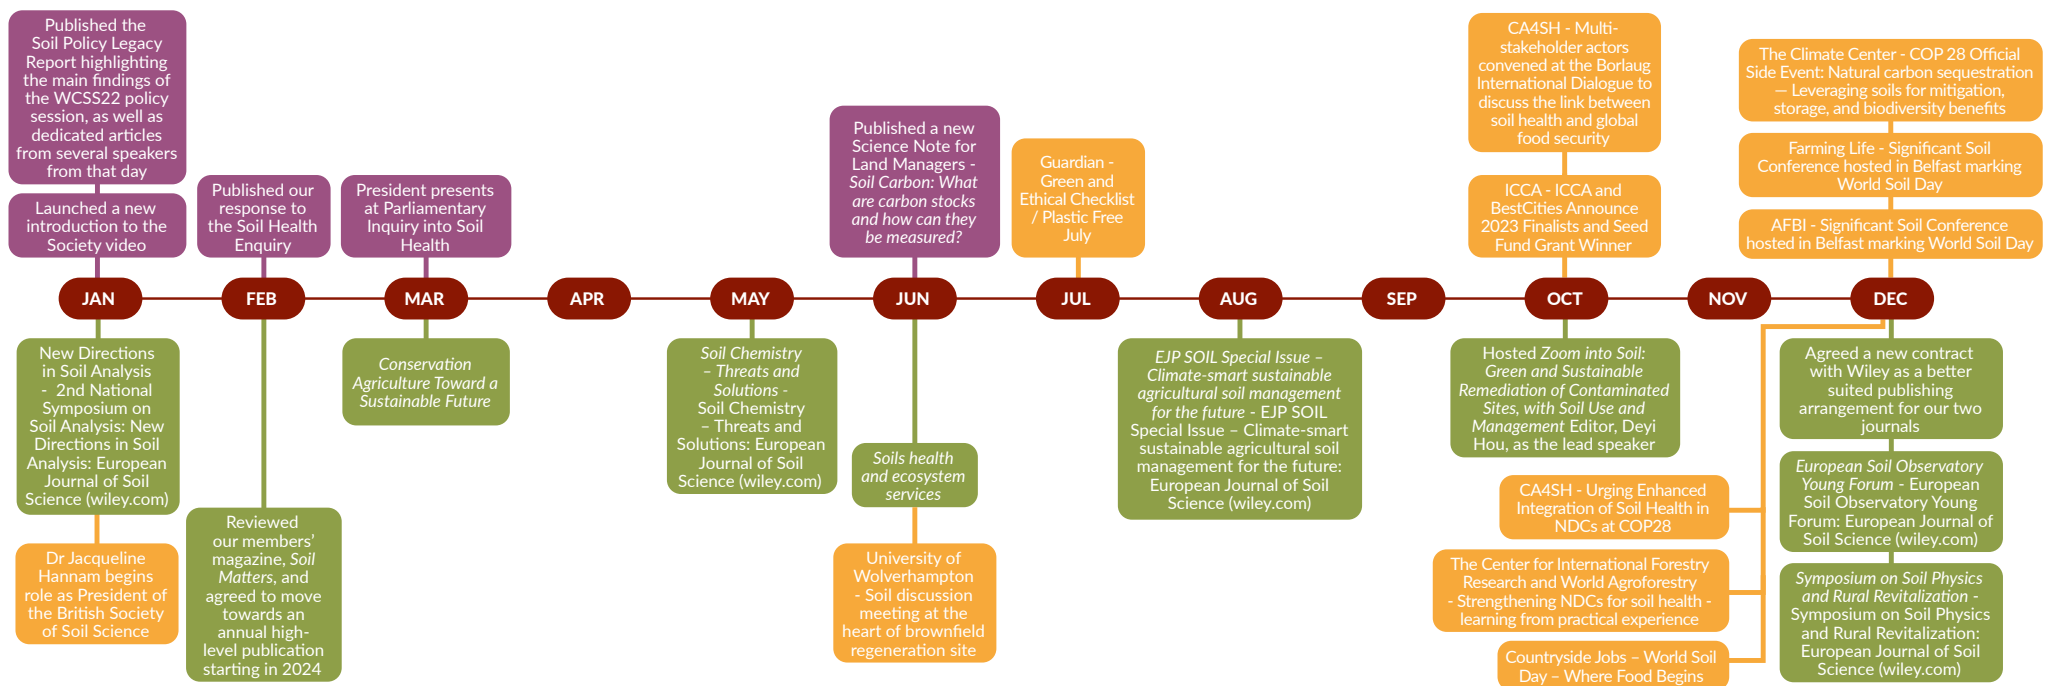 Published the
Soil Policy Legacy
Report highlighting
the main findings of
the WCSS22 policy
session, as well as
dedicated articles
from several speakers
from that day
Launched a new
introduction to the
Society video
Published our
response to
the Soil Health
Enquiry
President presents
at Parliamentary
Inquiry into Soil
Health
Published a new
Science Note for
Land Managers -
Soil Carbon: What
are carbon stocks
and how can they
be measured?
Guardian -
Green and
Ethical Checklist
/ Plastic Free
July
CA4SH - Multi-
stakeholder actors
convened at the Borlaug
International Dialogue to
discuss the link between
soil health and global
food security
ICCA - ICCA and
BestCities Announce
2023 Finalists and Seed
Fund Grant Winner
The Climate Center - COP 28 Official
Side Event: Natural carbon sequestration
— Leveraging soils for mitigation,
storage, and biodiversity benefits
Farming Life - Significant Soil
Conference hosted in Belfast marking
World Soil Day
AFBI - Significant Soil Conference
hosted in Belfast marking World Soil Day
JAN
FEB
MAR
APR
MAY
JUN
JUL
AUG
SEP
OCT
NOV
DEC
New Directions
in Soil Analysis
- 2nd National
Symposium on
Soil Analysis: New
Directions in Soil
Analysis: European
Journal of Soil
Science (wiley.com)
Dr Jacqueline
Hannam begins
role as President of
the British Society
of Soil Science
Reviewed
our members’
magazine, Soil
Matters, and
agreed to move
towards an
annual high-
level publication
starting in 2024
Conservation
Agriculture Toward a
Sustainable Future
Soil Chemistry
– Threats and
Solutions -
Soil Chemistry
– Threats and
Solutions: European
Journal of Soil
Science (wiley.com)
Soils health
and ecosystem
services
University of
Wolverhampton
- Soil discussion
meeting at the
heart of brownfield
regeneration site
EJP SOIL Special Issue –
Climate-smart sustainable
agricultural soil management
for the future - EJP SOIL
Special Issue – Climate-smart
sustainable agricultural soil
management for the future:
European Journal of Soil
Science (wiley.com)
Hosted Zoom into Soil:
Green and Sustainable
Remediation of Contaminated
Sites, with Soil Use and
Management Editor, Deyi
Hou, as the lead speaker
CA4SH - Urging Enhanced
Integration of Soil Health in
NDCs at COP28
The Center for International Forestry
Research and World Agroforestry
- Strengthening NDCs for soil health -
learning from practical experience
Countryside Jobs – World Soil
Day – Where Food Begins
Agreed a new contract
with Wiley as a better
suited publishing
arrangement for our two
journals
European Soil Observatory
Young Forum - European
Soil Observatory Young
Forum: European Journal of
Soil Science (wiley.com)
Symposium on Soil Physics
and Rural Revitalization -
Symposium on Soil Physics
and Rural Revitalization:
European Journal of Soil
Science (wiley.com)